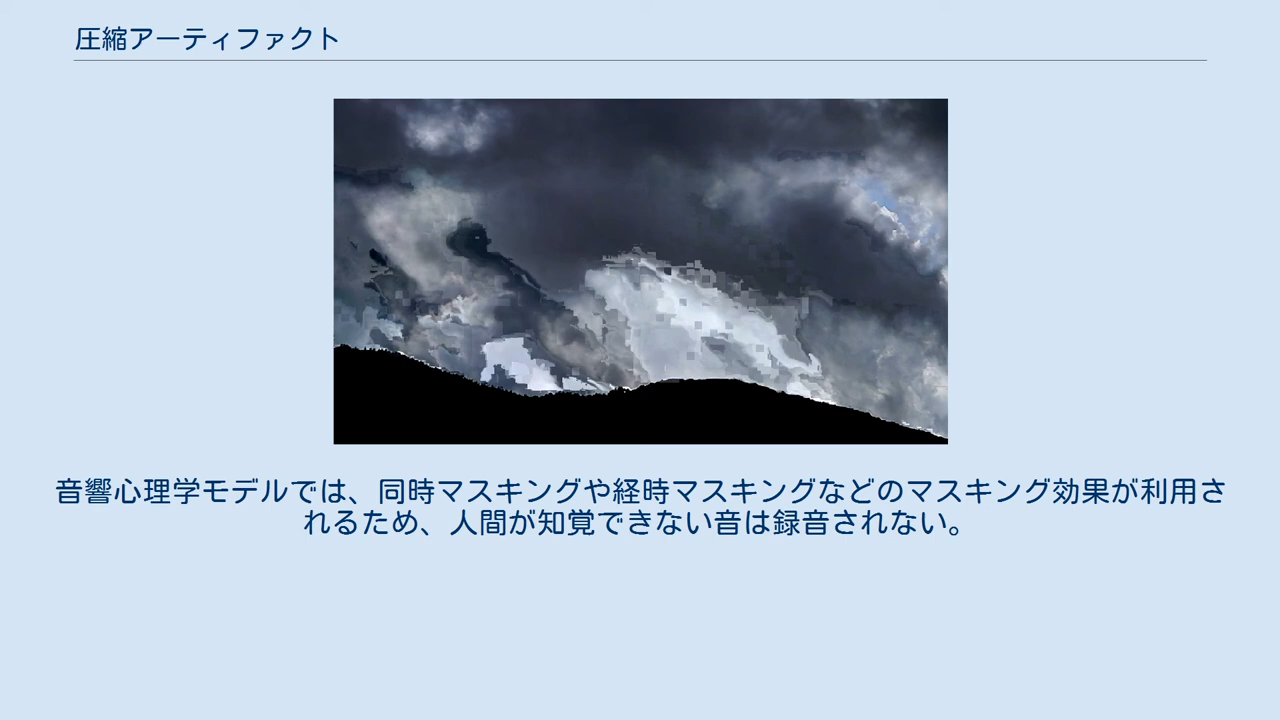 圧縮アーティファクト
音響心理学モデルでは、同時マスキングや経時マスキングなどのマスキング効果が利用さ
れるため、人間が知覚できない音は録音されない。